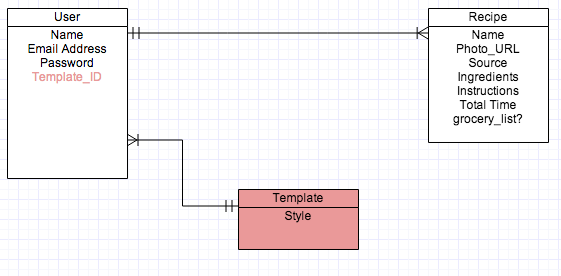 User
Name
Email Address
Password
Template_ID
Recipe
Name
Photo_URL
Source
Ingredients
Instructions
Total Time
grocery_list?
Template
Style